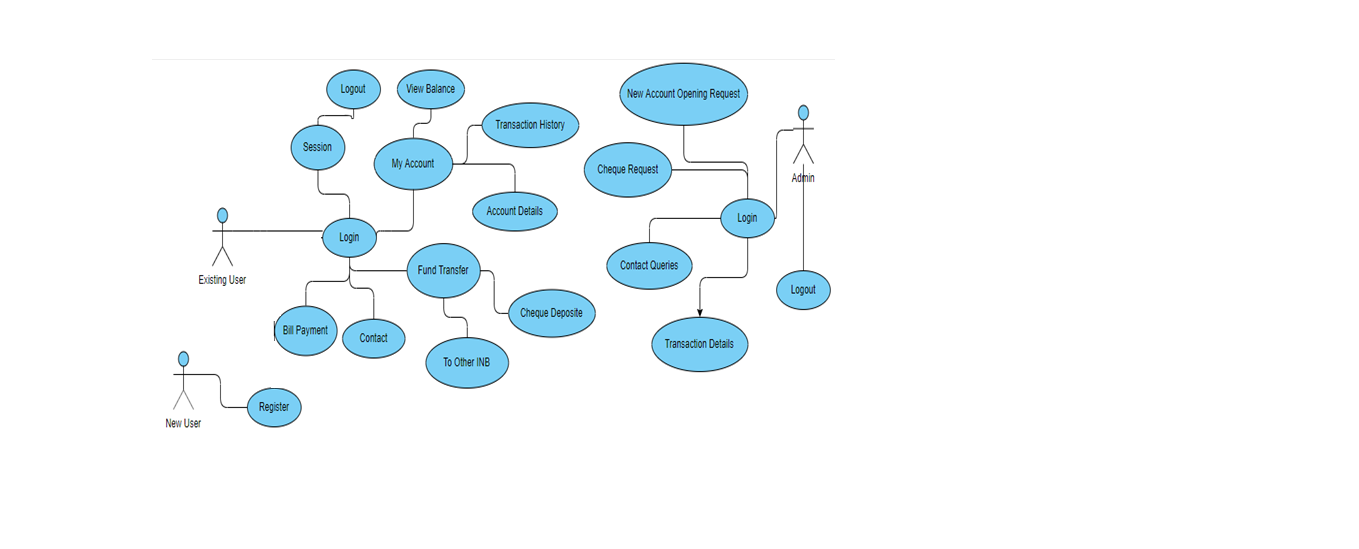 Logout
View Balance
New Account Opening Request
Transaction History
Session
My Account
Cheque Request
Admin
Account Details
Login
Login
Existing User
Fund Transfer
Contact Queries
Logout
Cheque Deposite
Bill Payment
Contact
Transaction Details
To Other INB
Register
New User